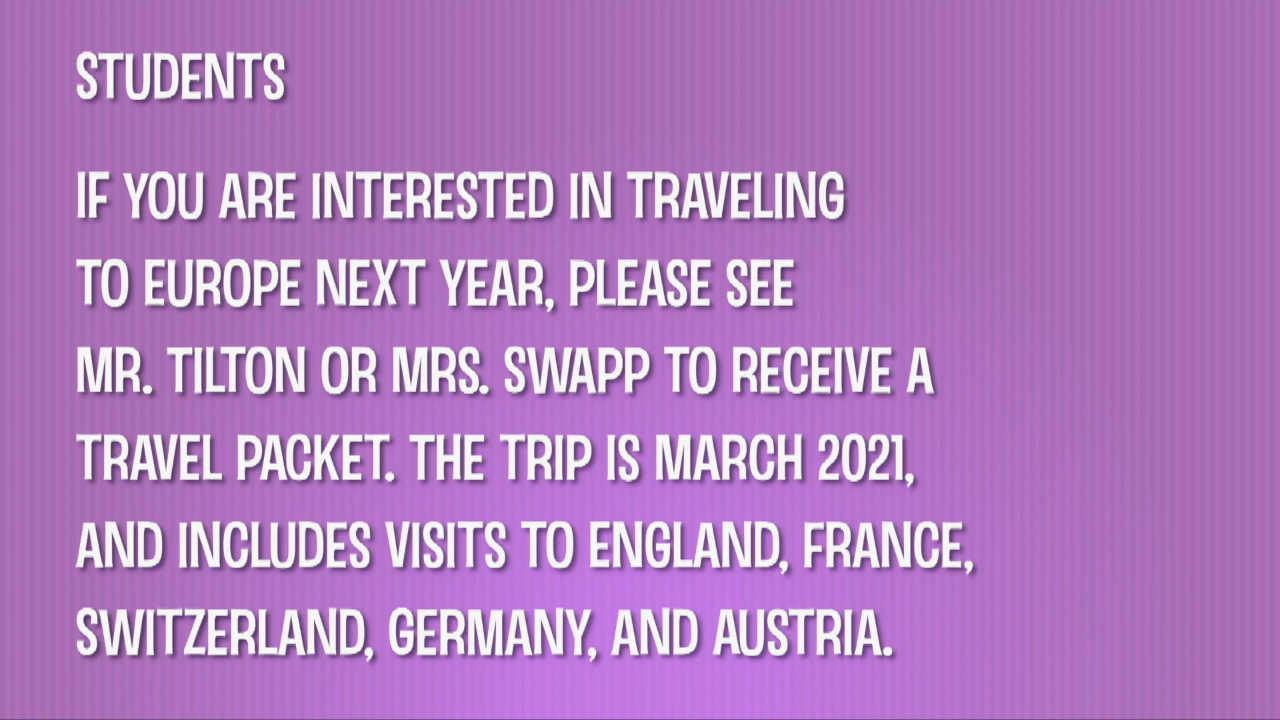 STUDENTS
IF YOU ARE INTERESTED IN TRAVELING
TO EUROPE NEXT YEAR, PLEASE SEE
MR. TILTON OR MRS. SWAPP TO RECEIVE A
TRAVEL PACKET. THE TRIP IS MARCH 2021,
AND INCLUDES VISITS TO ENGLAND, FRANCE,
SWITZERLAND, GERMANY, AND AUSTRIA.